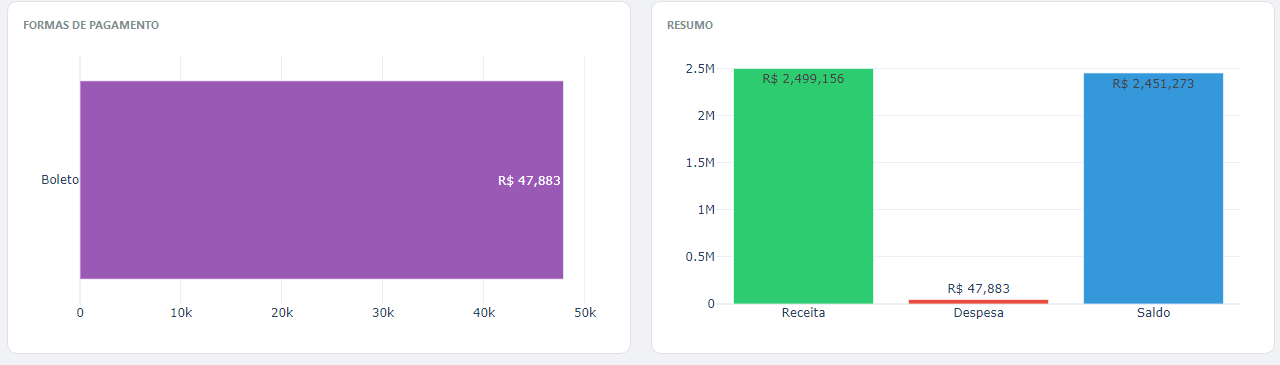 FORMAS DE PAGAMENTO
Boleto
R$ 47,883
0 10k 20k 30k 40k 50k
RESUMO
2.5M
2M
1.5M
1M
0.5M
0
R$ 2,499,156
R$ 47,883
R$ 2,451,273
Receita Despesa Saldo